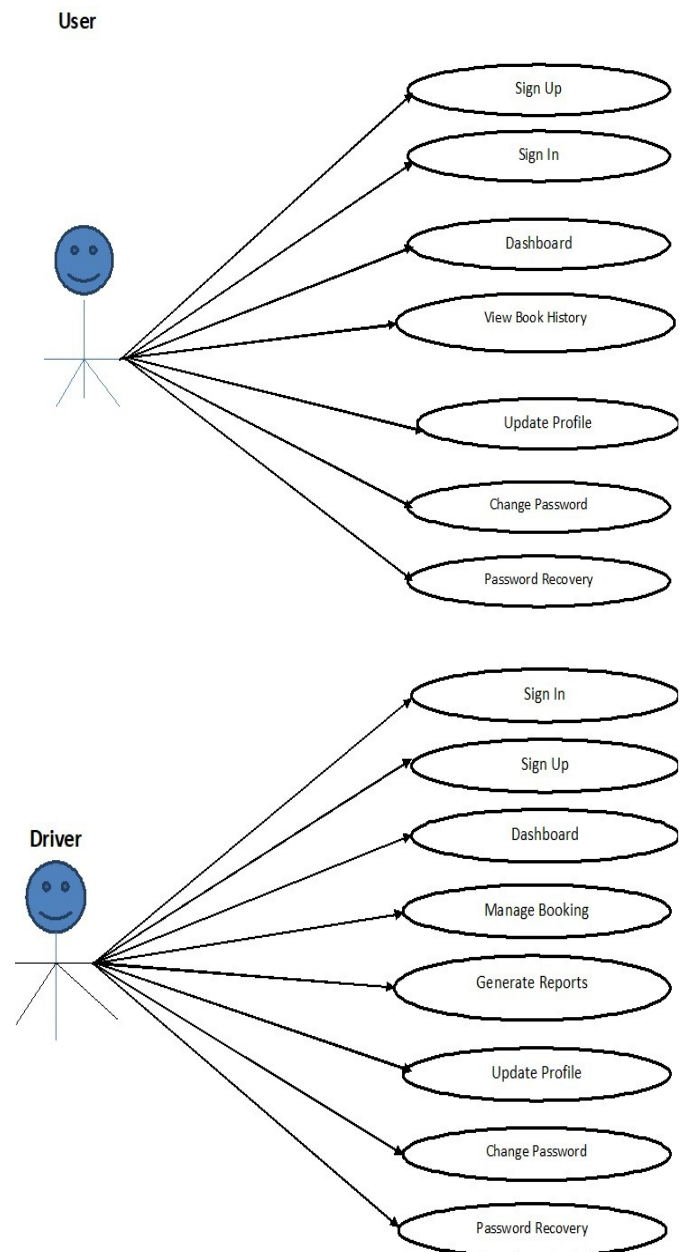 User
Sign Up
Sign In
Dashboard
View Book History
Update Profile
Change Password
Password Recovery
Sign In
Sign Up
Driver
Dashboard
Manage Booking
Generate Reports
Update Profile
Change Password
Password Recovery